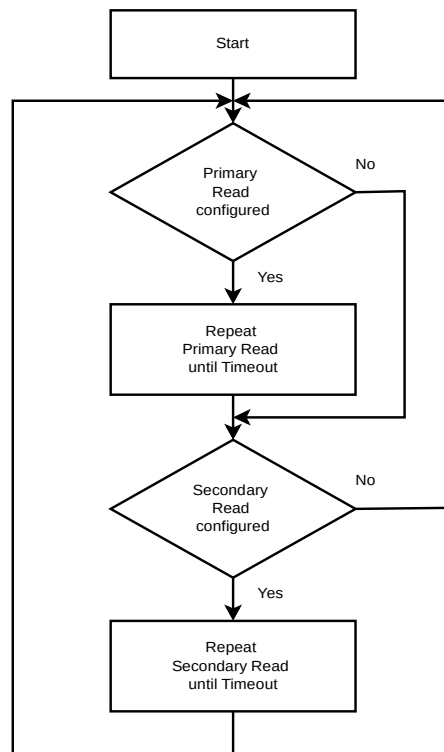 Start
Primary
Read
configured
No
Yes
Repeat
Primary Read
until Timeout
Secondary
Read
configured
No
Yes
Repeat
Secondary Read
until Timeout